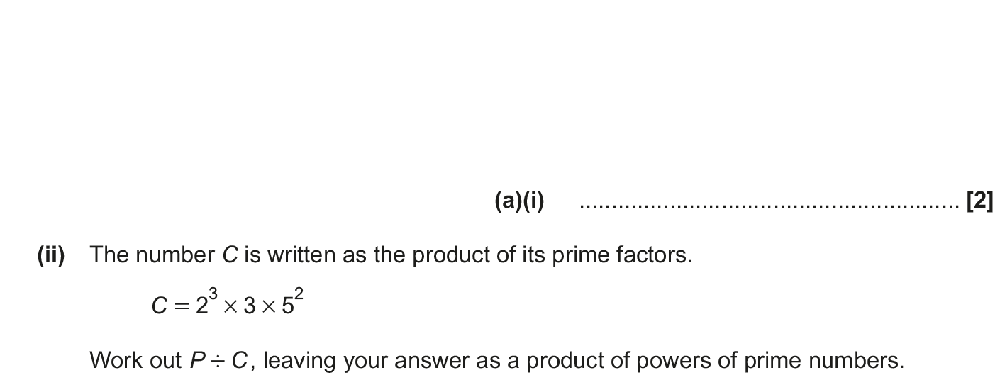 (a)(i) ............................................................ [2]
(ii) The number C is written as the product of its prime factors.
C = 2³ × 3 × 5²
Work out P ÷ C, leaving your answer as a product of powers of prime numbers.